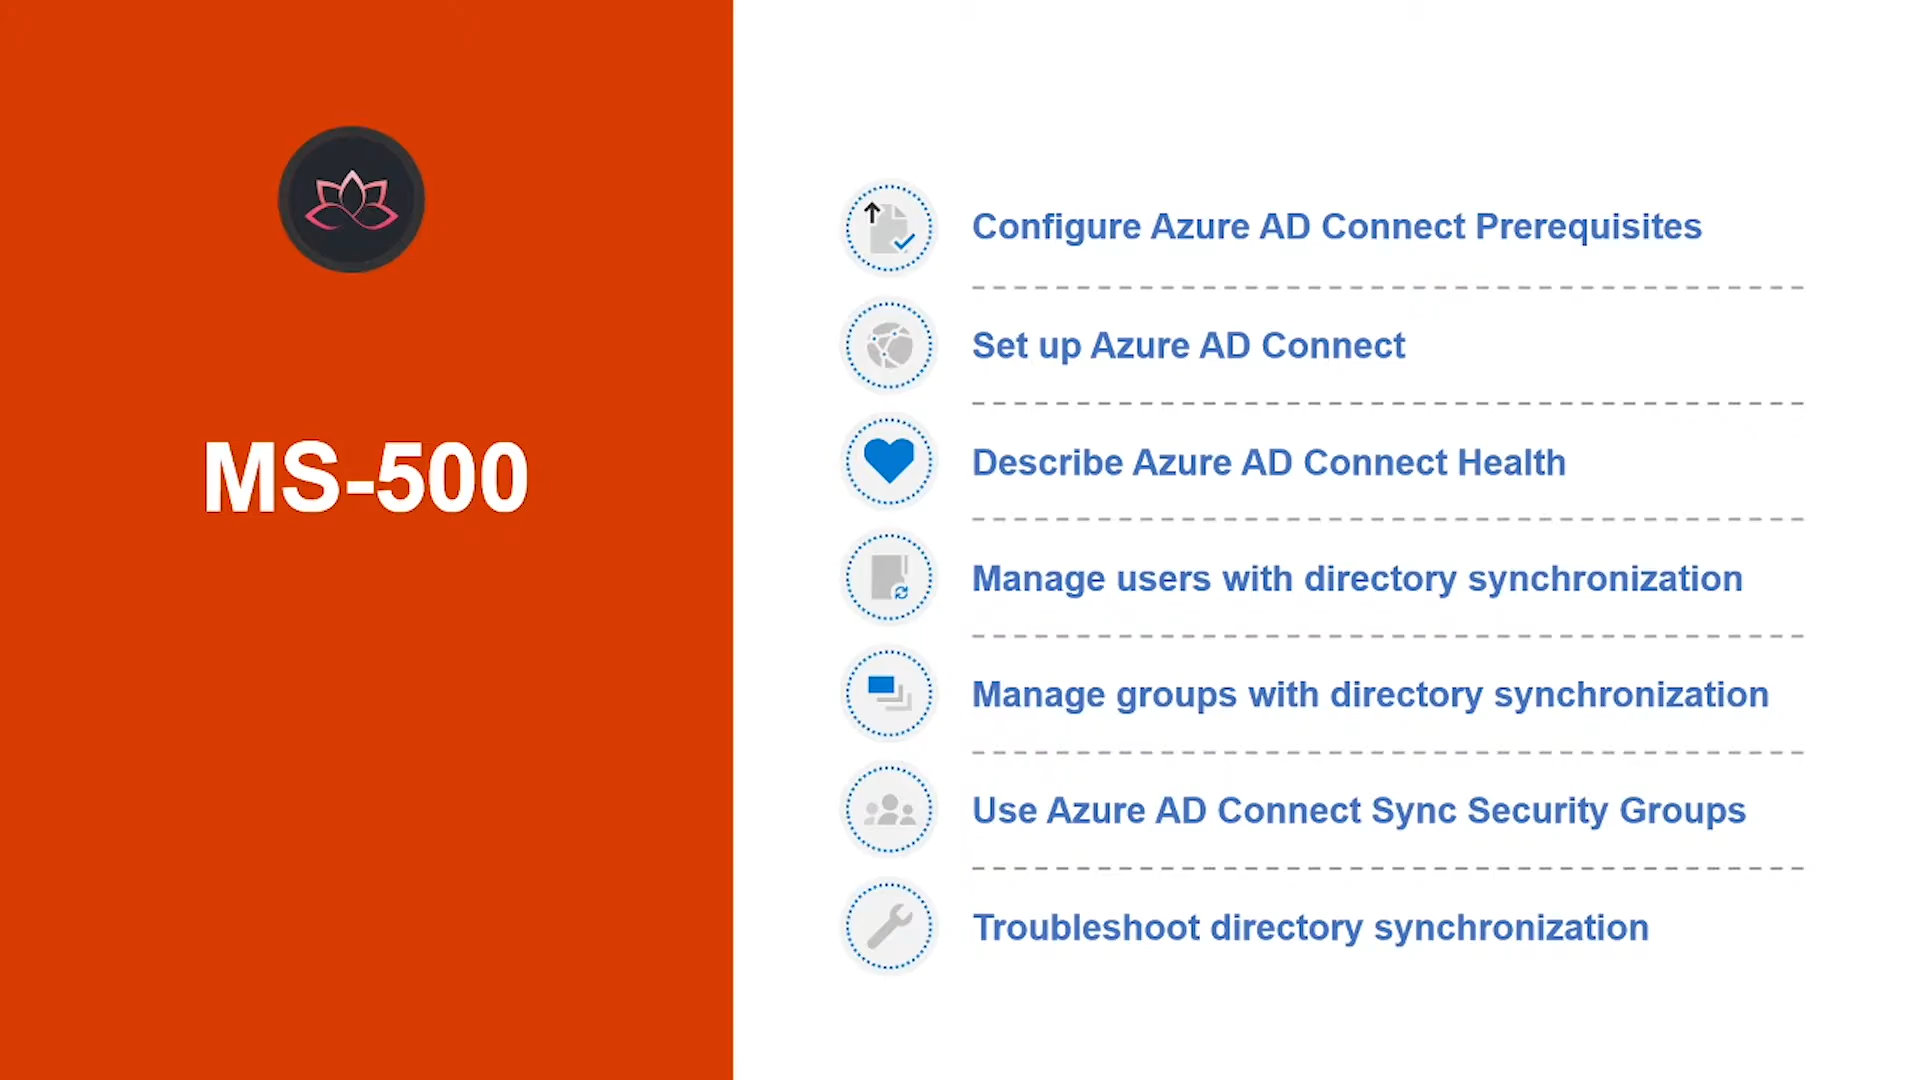 MS-500
Configure Azure AD Connect Prerequisites
Set up Azure AD Connect
Describe Azure AD Connect Health
Manage users with directory synchronization
Manage groups with directory synchronization
Use Azure AD Connect Sync Security Groups
Troubleshoot directory synchronization